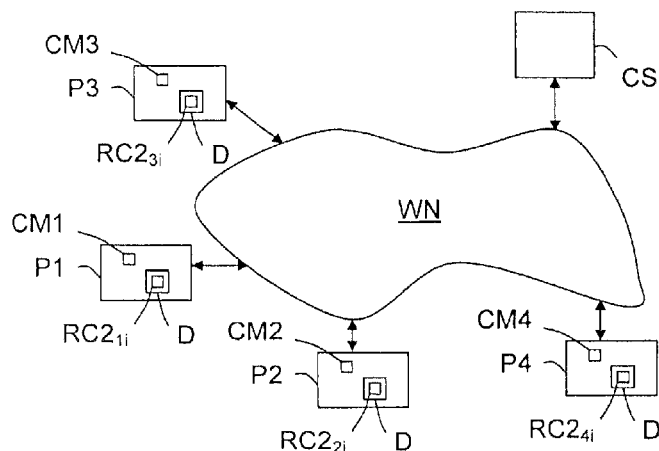 CM3
P3
RC2₃ᵢ
D
CS
WN
CM1
P1
RC2₁ᵢ
D
CM2
P2
RC2₂ᵢ
D
CM4
P4
RC2₄ᵢ
D